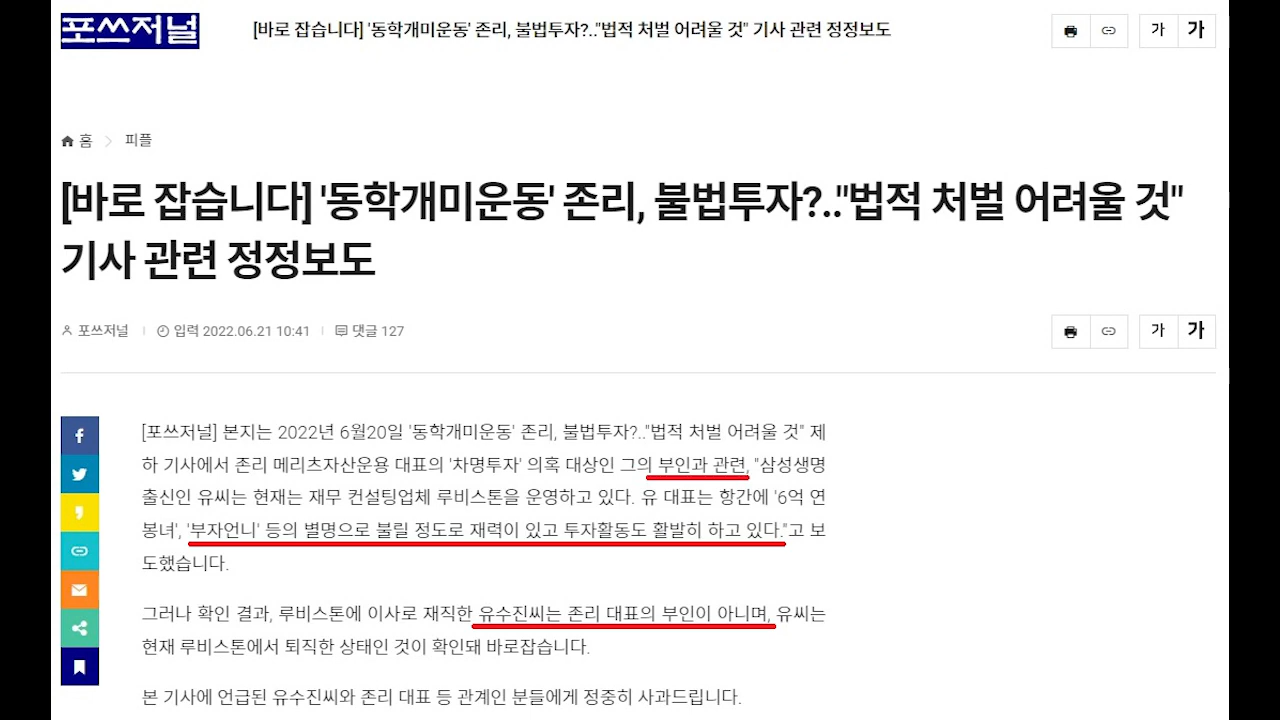 포쓰저널
[바로 잡습니다] '동학개미운동' 존리, 불법투자?.."법적 처벌 어려울 것" 기사 관련 정정보도
가 가
홈 > 피플
[바로 잡습니다] '동학개미운동' 존리, 불법투자?.."법적 처벌 어려울 것"
기사 관련 정정보도
포쓰저널 입력 2022.06.21 10:41 댓글 127
가 가
[포쓰저널] 본지는 2022년 6월20일 '동학개미운동' 존리, 불법투자?.."법적 처벌 어려울 것" 제
하 기사에서 존리 메리츠자산운용 대표의 '차명투자' 의혹 대상인 그의 부인과 관련, "삼성생명
출신인 유씨는 현재는 재무 컨설팅업체 루비스톤을 운영하고 있다. 유 대표는 항간에 '6억 연
봉녀', '부자언니' 등의 별명으로 불릴 정도로 재력이 있고 투자활동도 활발히 하고 있다."고 보
도했습니다.
그러나 확인 결과, 루비스톤에 이사로 재직한 유수진씨는 존리 대표의 부인이 아니며, 유씨는
현재 루비스톤에서 퇴직한 상태인 것이 확인돼 바로잡습니다.
본 기사에 언급된 유수진씨와 존리 대표 등 관계인 분들에게 정중히 사과드립니다.